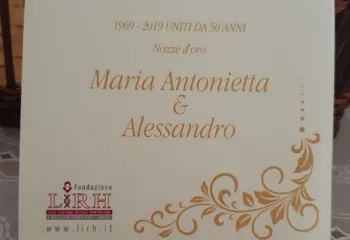 1969 - 2019 UNITI DA 50 ANNI
Nozze d'oro
Maria Antonietta
&
Alessandro
Fondazione
LIRH
www.lirh.it